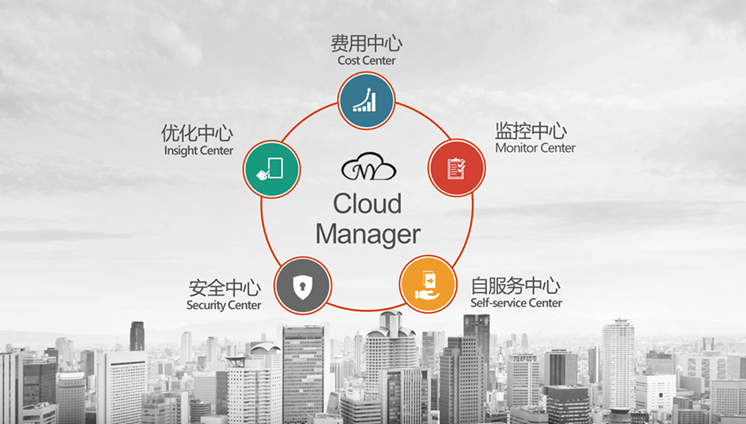 费用中心
Cost Center
优化中心
Insight Center
监控中心
Monitor Center
NY
Cloud
Manager
安全中心
Security Center
自服务中心
Self-service Center